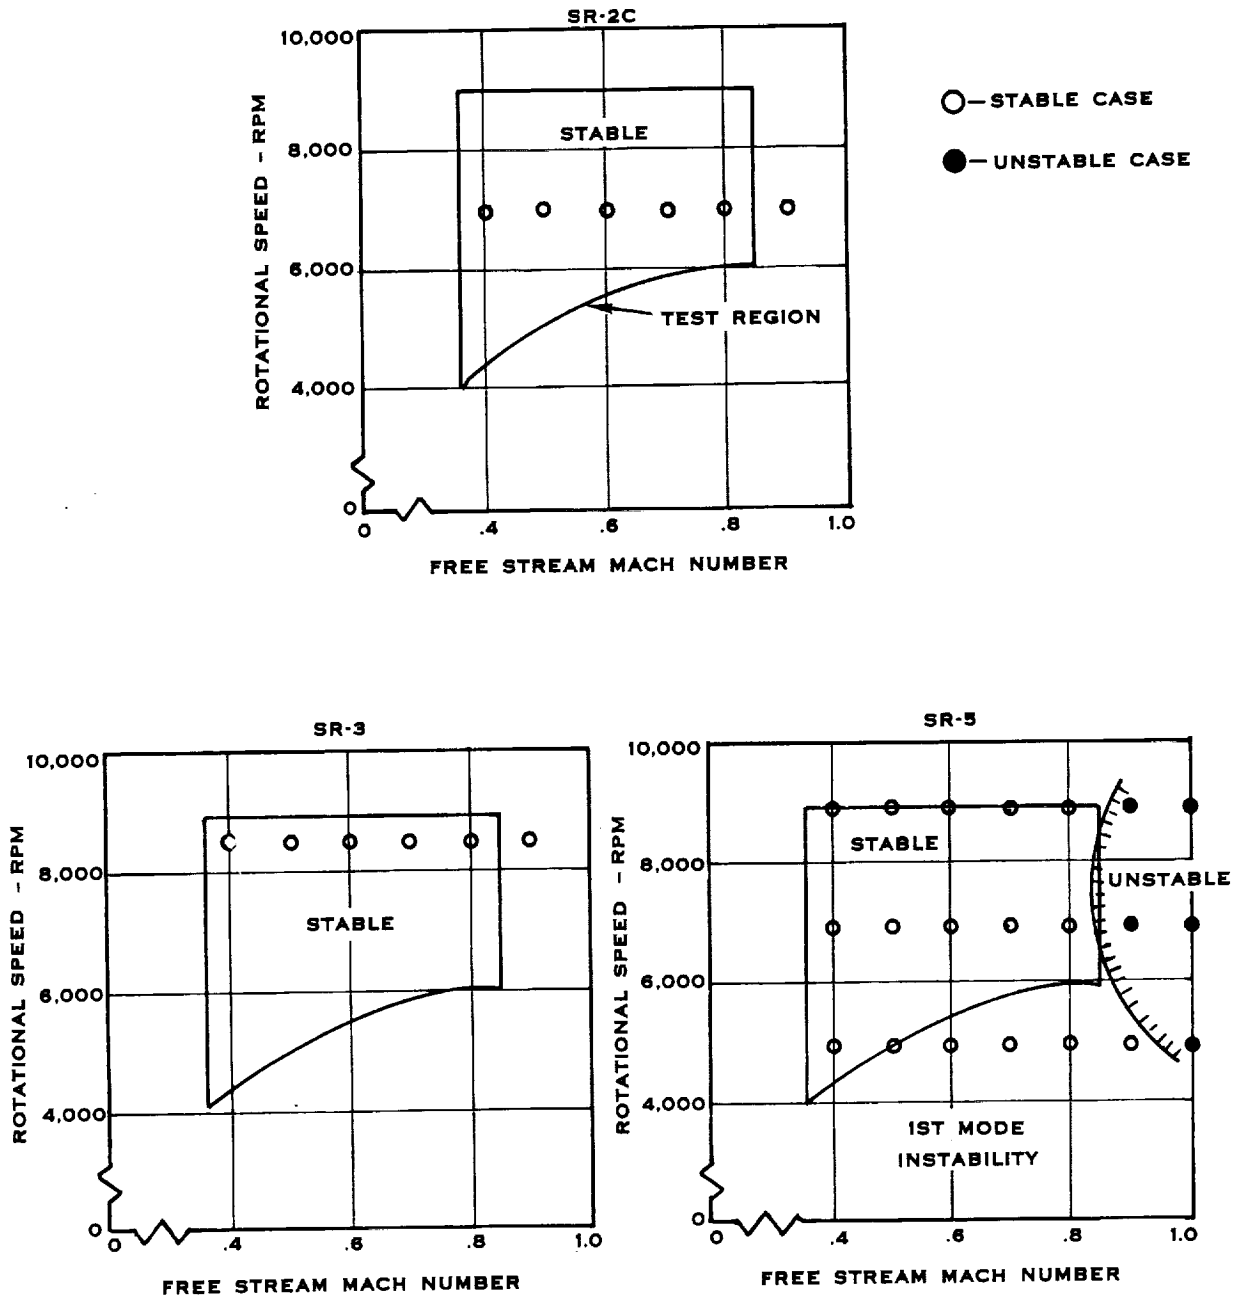 SR-2C
10,000
8,000
6,000
4,000
0
ROTATIONAL SPEED - RPM
STABLE
TEST REGION
0 .4 .6 .8 1.0
FREE STREAM MACH NUMBER
O-STABLE CASE
●-UNSTABLE CASE
SR-3
10,000
8,000
6,000
4,000
0
ROTATIONAL SPEED - RPM
STABLE
0 .4 .6 .8 1.0
FREE STREAM MACH NUMBER
SR-5
10,000
8,000
6,000
4,000
0
ROTATIONAL SPEED - RPM
STABLE
UNSTABLE
1ST MODE
INSTABILITY
0 .4 .6 .8 1.0
FREE STREAM MACH NUMBER